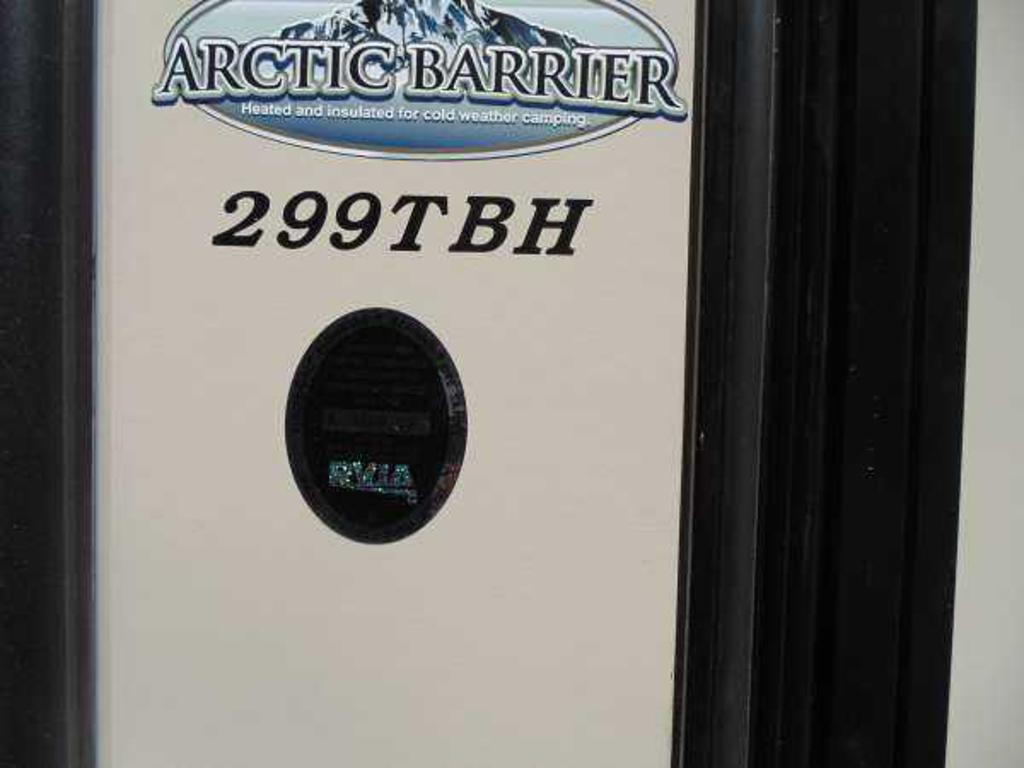 ARCTIC BARRIER
Heated and insulated for cold weather camping.
299TBH
RVIA